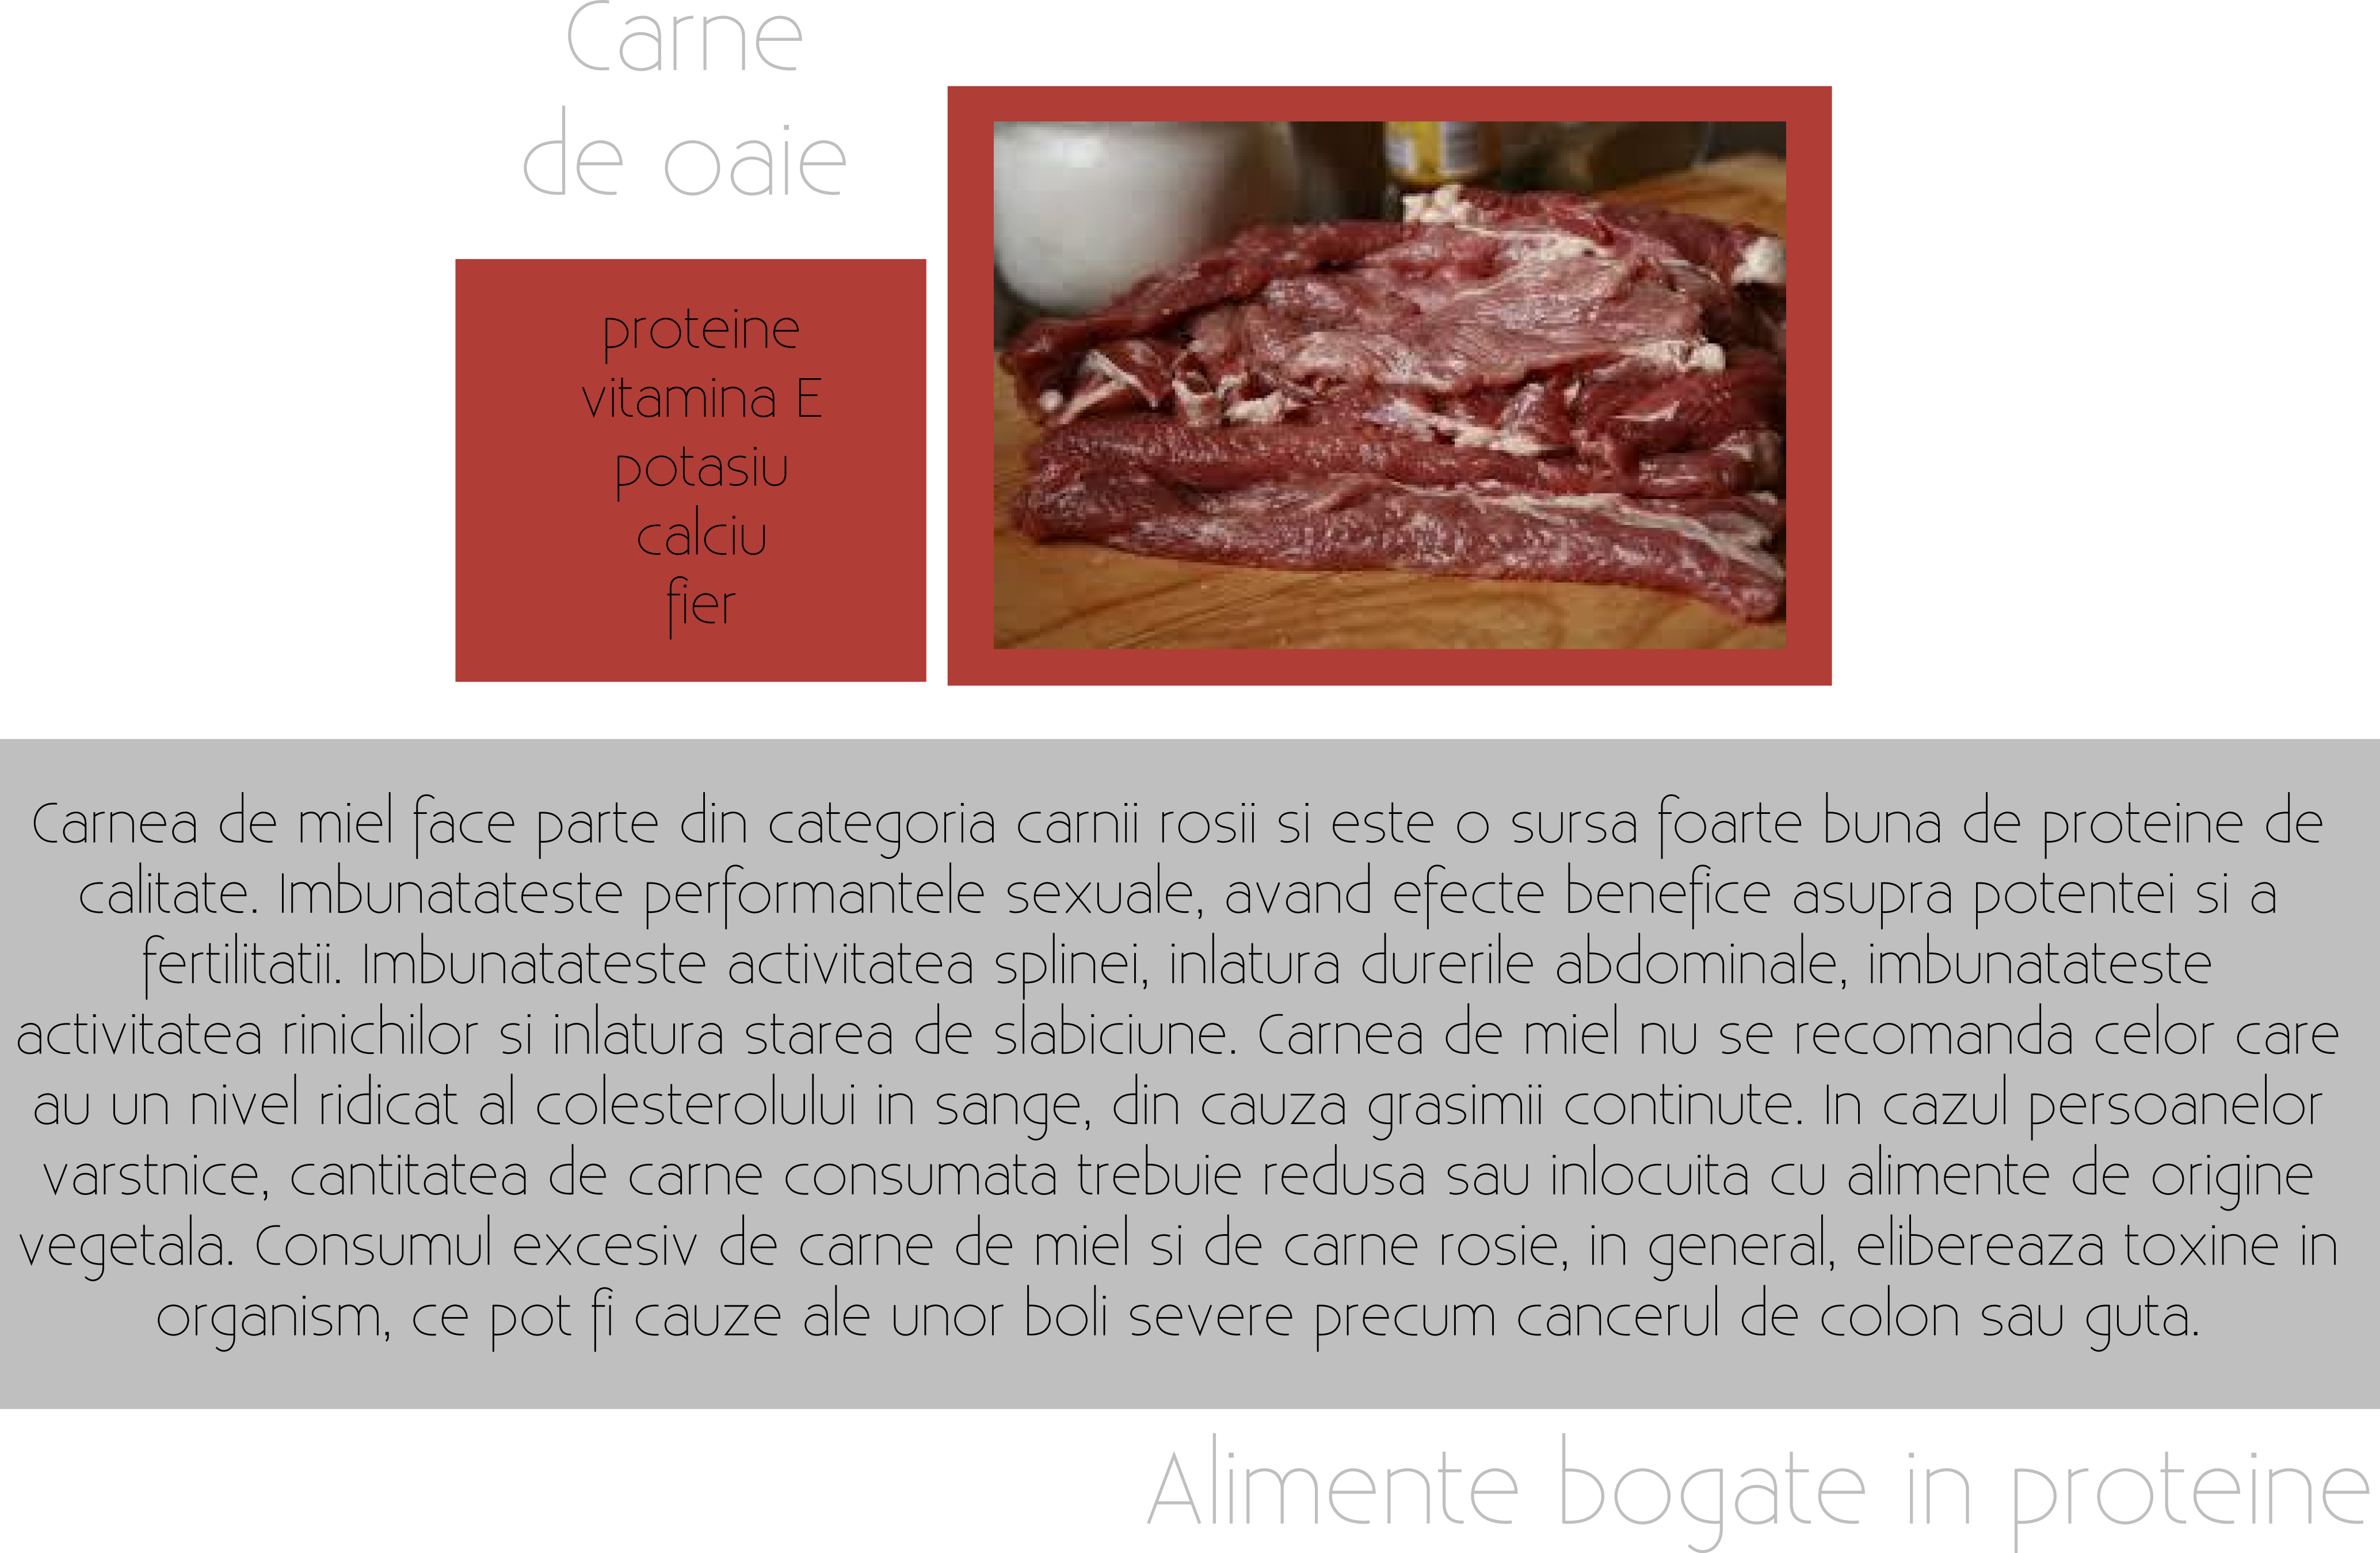 Carne
de oaie
proteine
vitamina E
potasiu
calciu
fier
Carnea de miel face parte din categoria carnii rosii si este o sursa foarte buna de proteine de
calitate. Imbunatateste performantele sexuale, avand efecte benefice asupra potentei si a
fertilitatii. Imbunatateste activitatea splinei, inlatura durerile abdominale, imbunatateste
activitatea rinichilor si inlatura starea de slabiciune. Carnea de miel nu se recomanda celor care
au un nivel ridicat al colesterolului in sange, din cauza grasimii continute. In cazul persoanelor
varstnice, cantitatea de carne consumata trebuie redusa sau inlocuita cu alimente de origine
vegetala. Consumul excesiv de carne de miel si de carne rosie, in general, elibereaza toxine in
organism, ce pot fi cauze ale unor boli severe precum cancerul de colon sau guta.
Alimente bogate in proteine